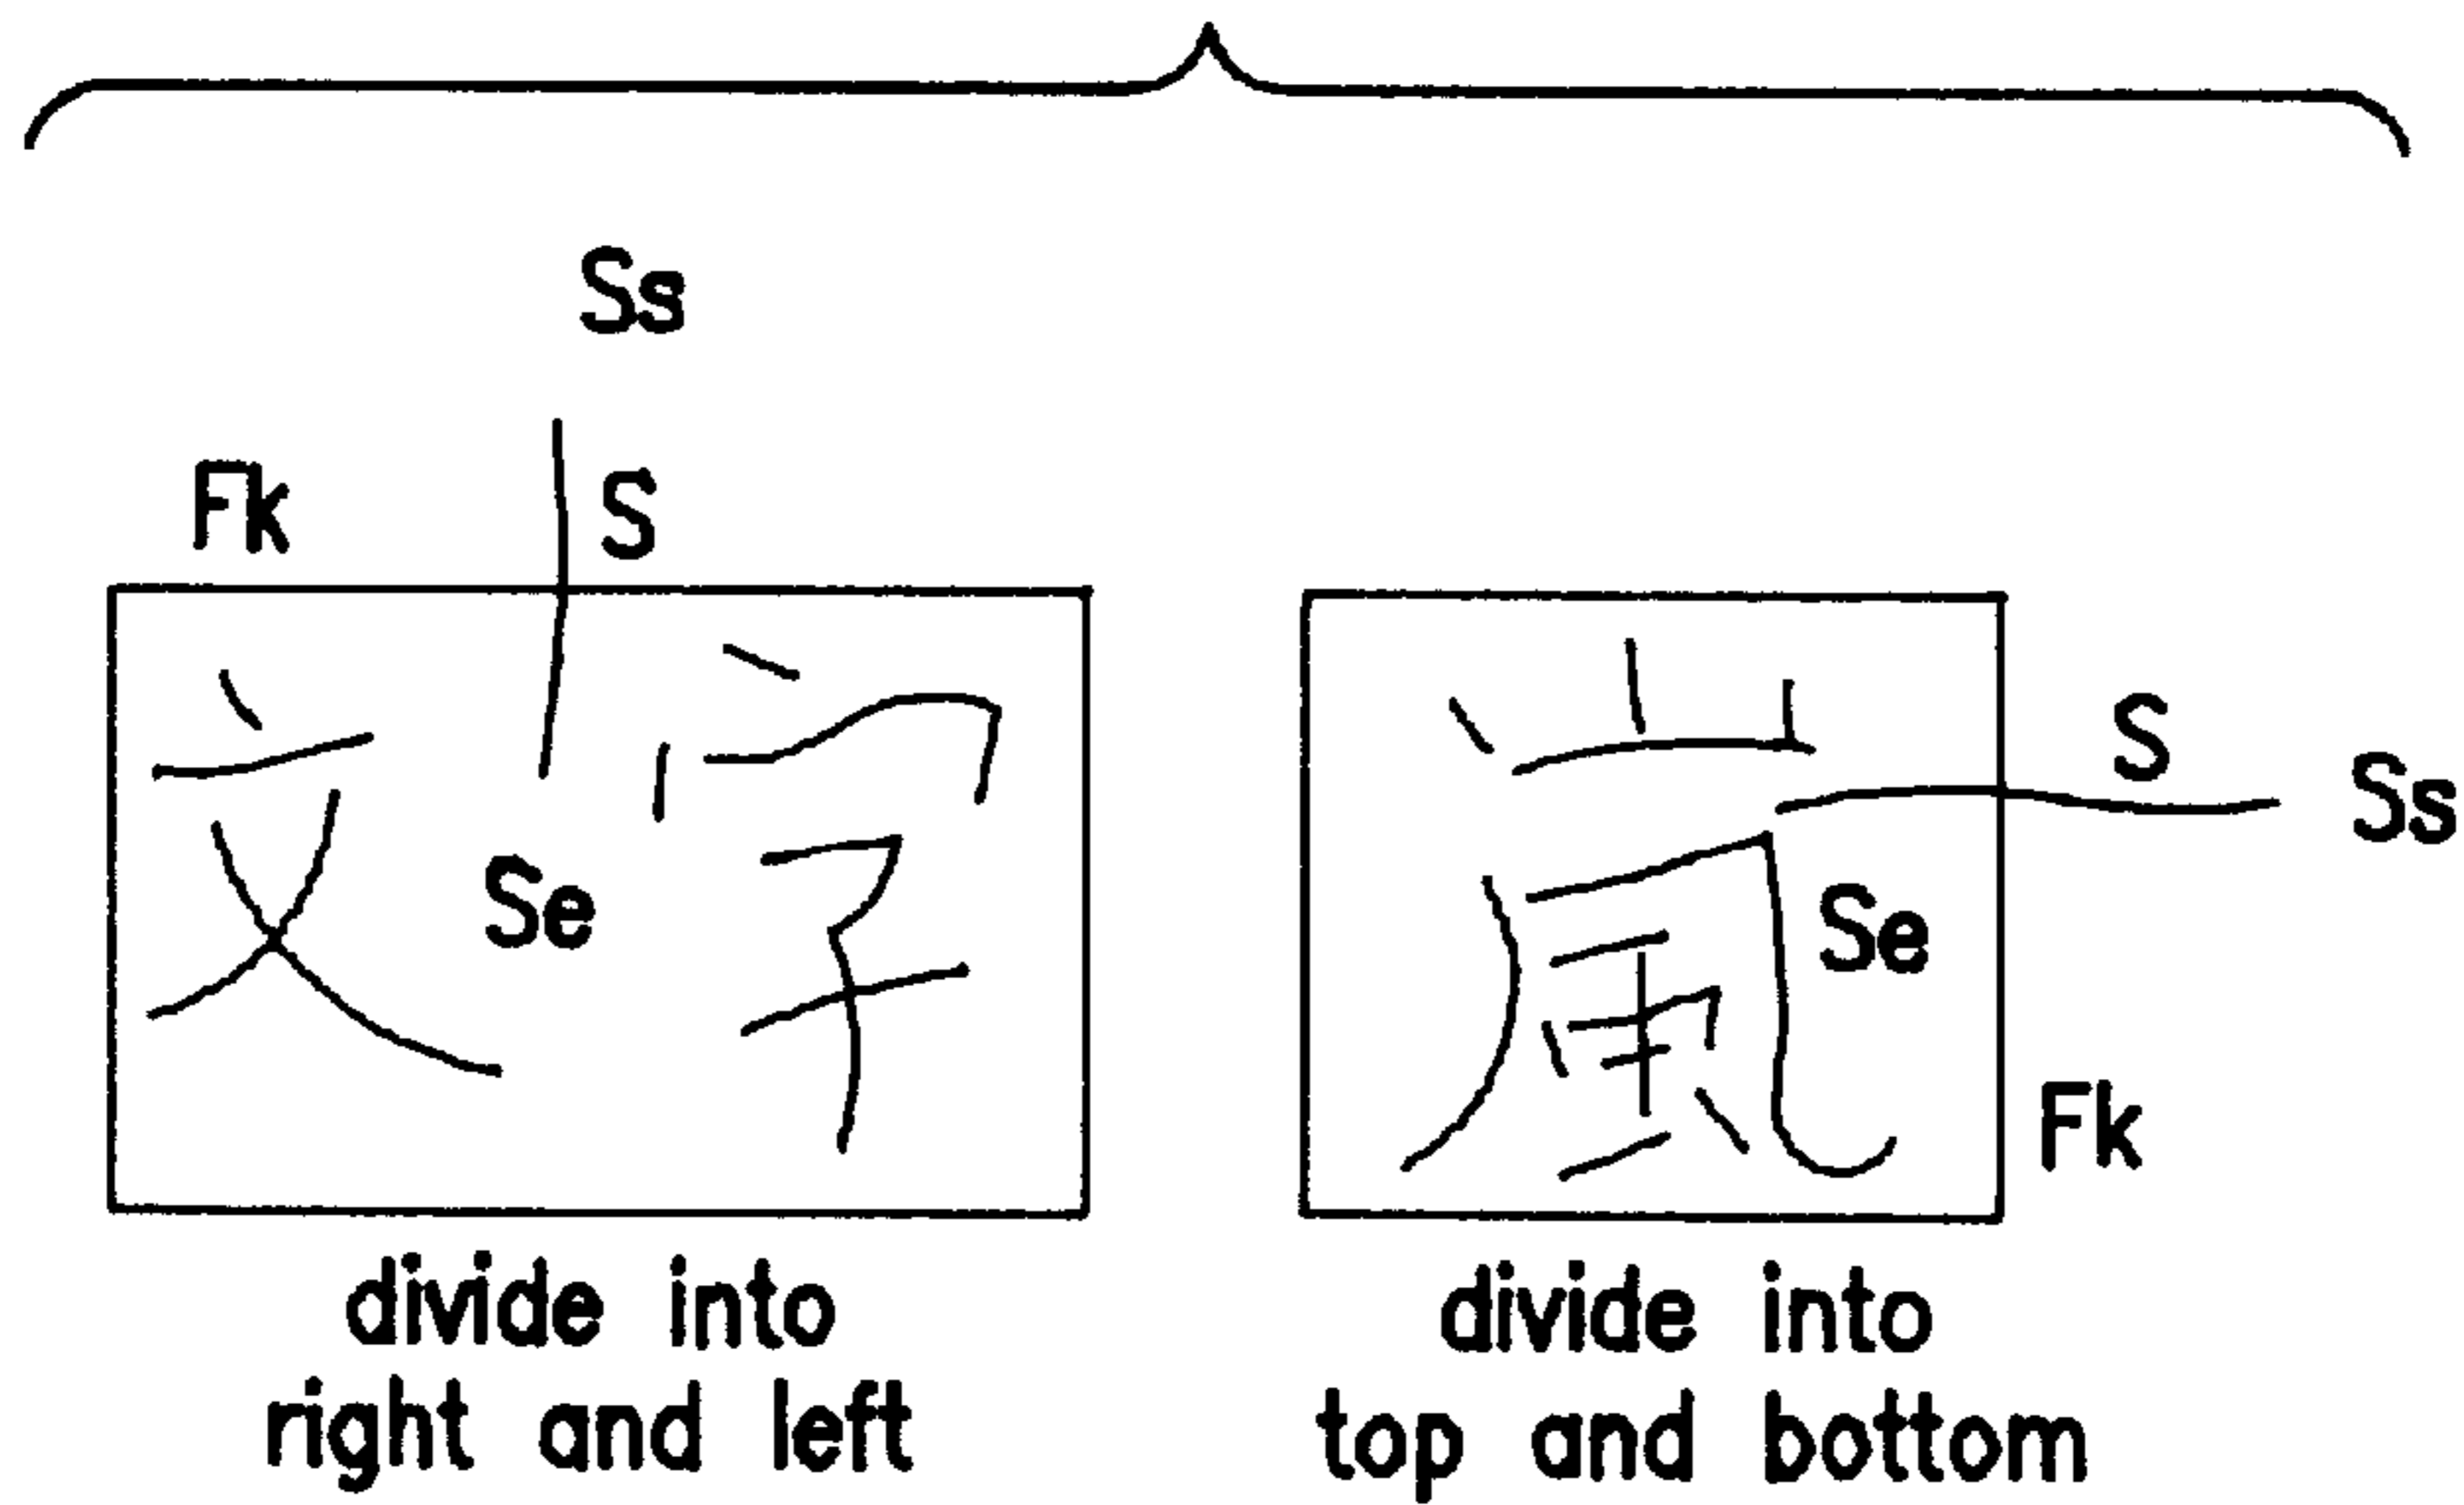 Ss
Fk
S
文字
Se
divide into
right and left
嵐
S
Ss
Se
Fk
divide into
top and bottom